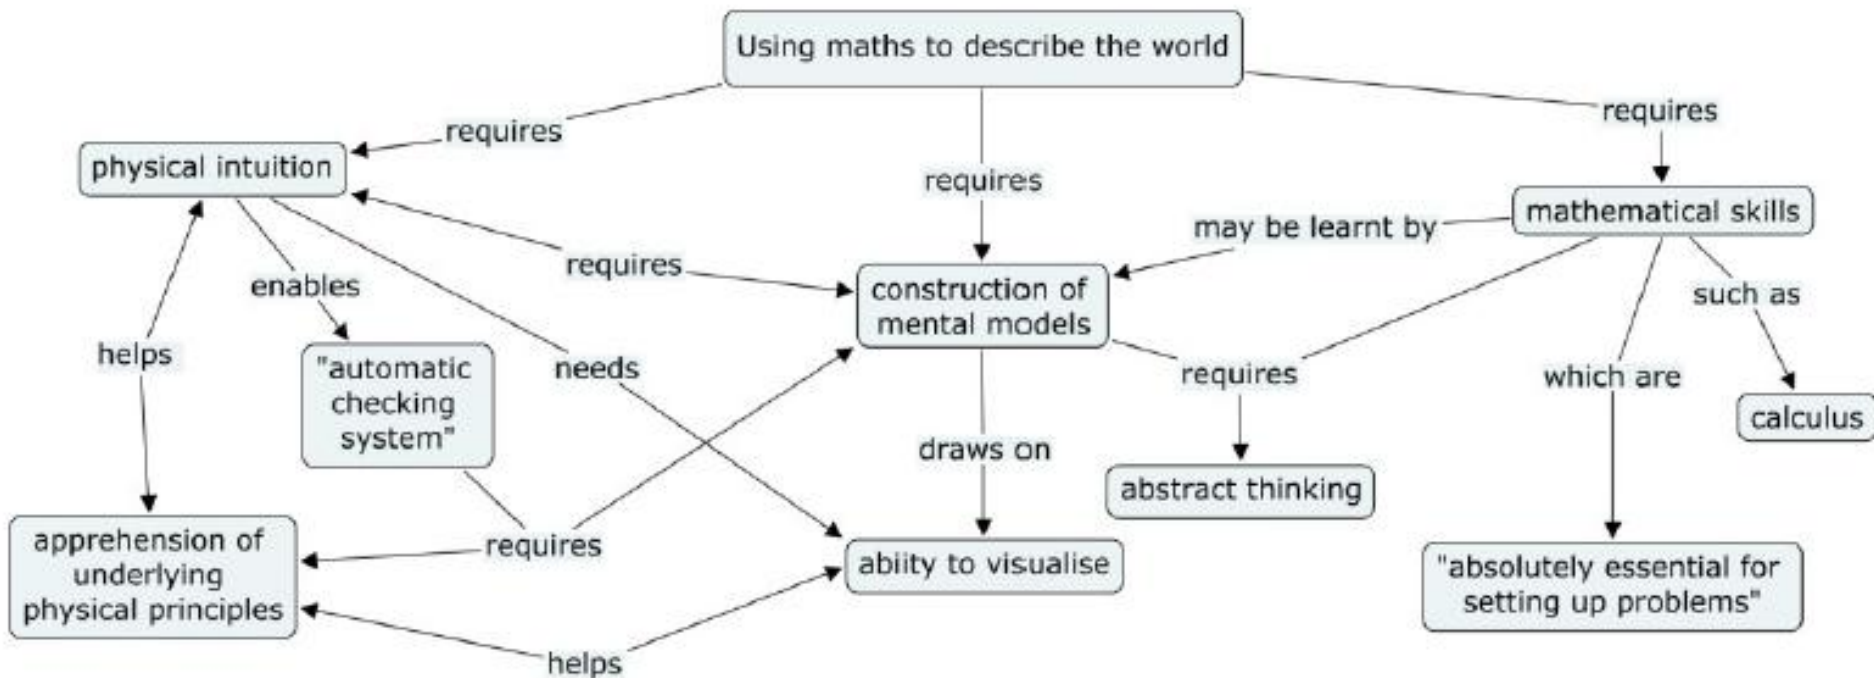 Using maths to describe the world
requires
requires
requires
physical intuition
mathematical skills
may be learnt by
requires
enables
construction of
mental models
such as
helps
"automatic
checking
system"
needs
requires
which are
calculus
draws on
abstract thinking
apprehension of
underlying
physical principles
requires
abiity to visualise
"absolutely essential for
setting up problems"
helps